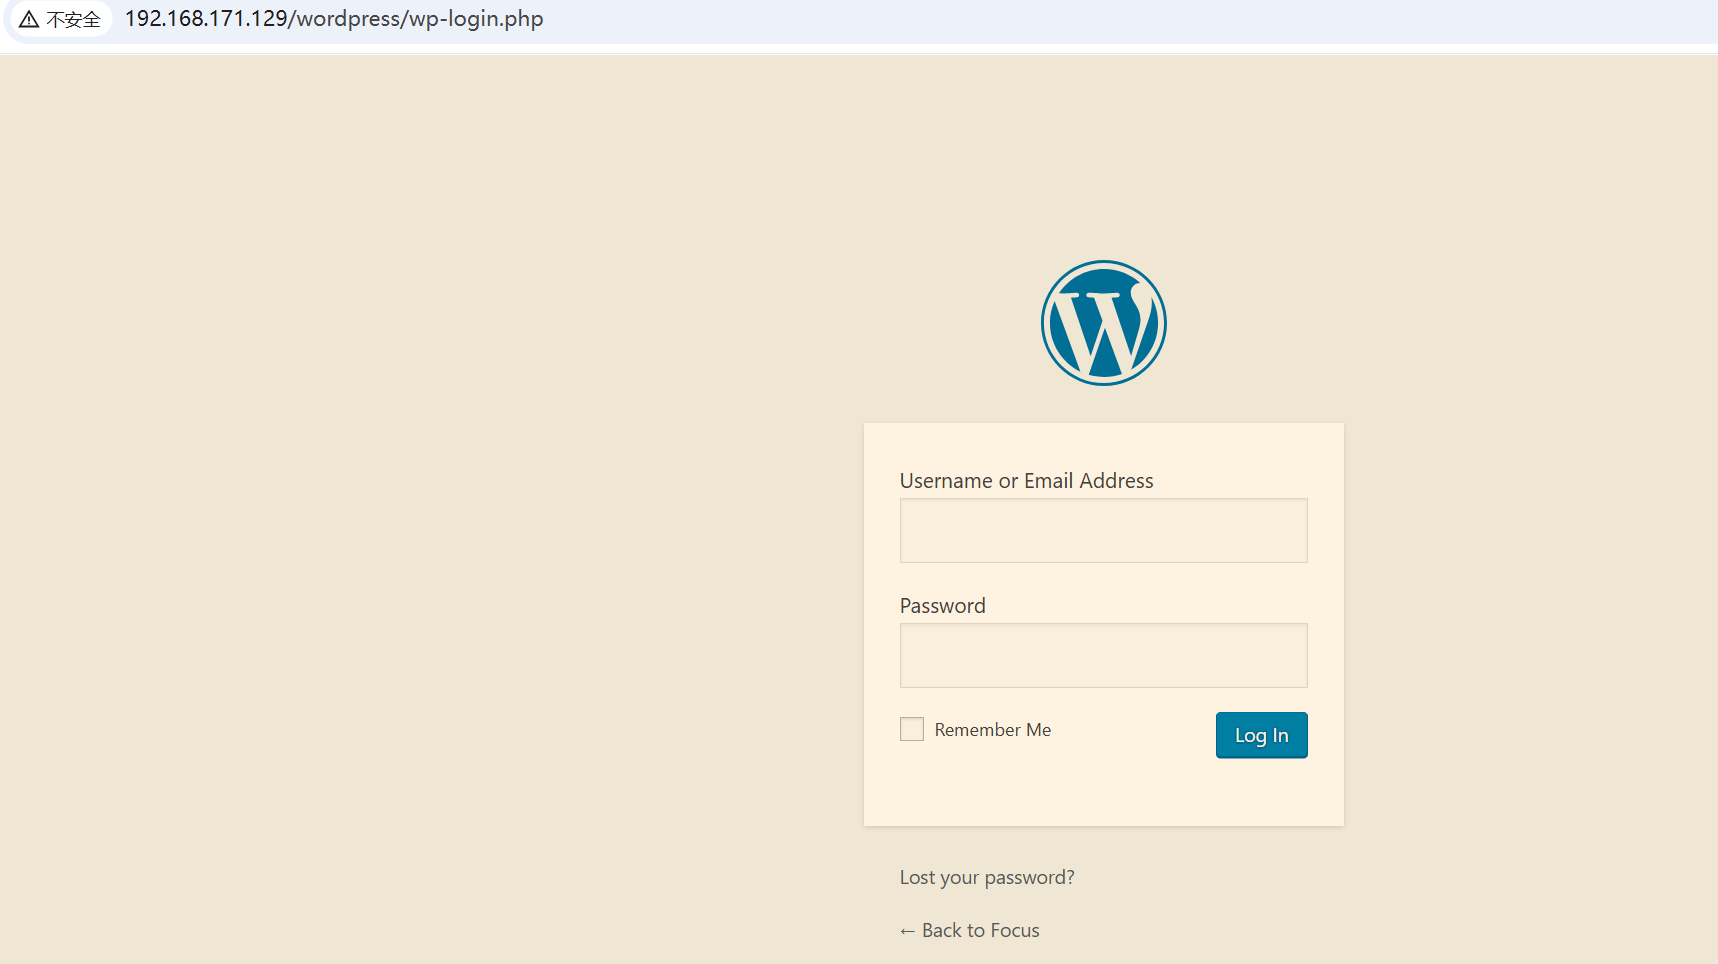 不安全 192.168.171.129/wordpress/wp-login.php
Username or Email Address
Password
Remember Me
Log In
Lost your password?
← Back to Focus